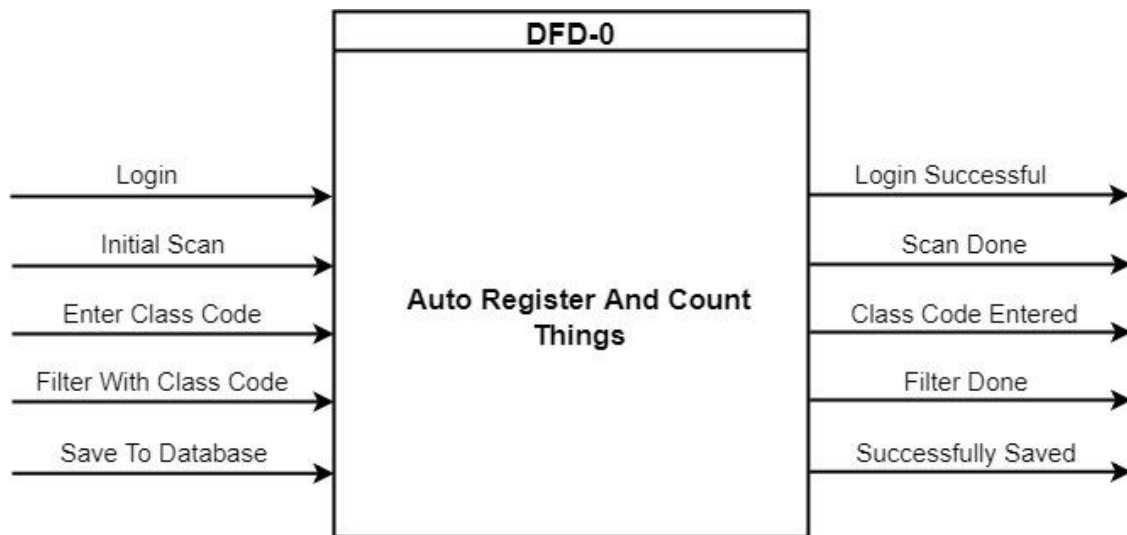 DFD-0
Login
Initial Scan
Enter Class Code
Filter With Class Code
Save To Database
Auto Register And Count
Things
Login Successful
Scan Done
Class Code Entered
Filter Done
Successfully Saved